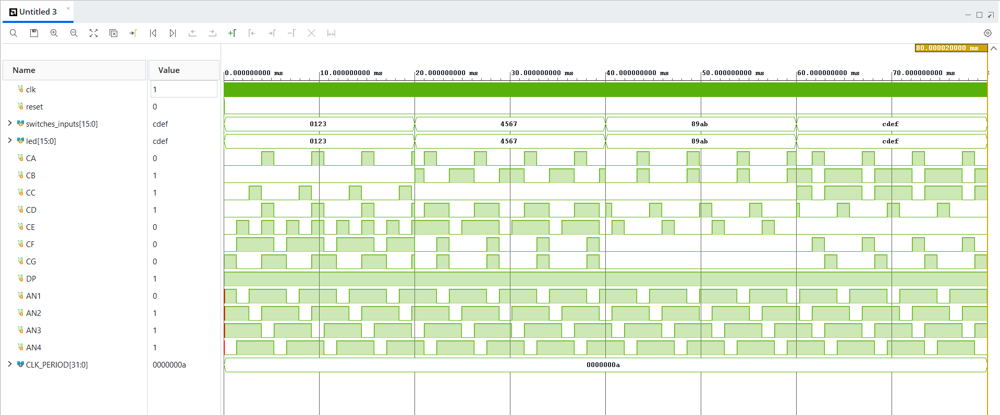 Untitled 3
80.000020000 ms
Name Value
0.000000000 ms 10.000000000 ms 20.000000000 ms 30.000000000 ms 40.000000000 ms 50.000000000 ms 60.000000000 ms 70.000000000 ms
clk 1
reset 0
switches_inputs[15:0] cdef 0123 4567 89ab cdef
led[15:0] cdef 0123 4567 89ab cdef
CA 0
CB 1
CC 1
CD 1
CE 0
CF 0
CG 0
DP 1
AN1 0
AN2 1
AN3 1
AN4 1
CLK_PERIOD[31:0] 0000000a 0000000a